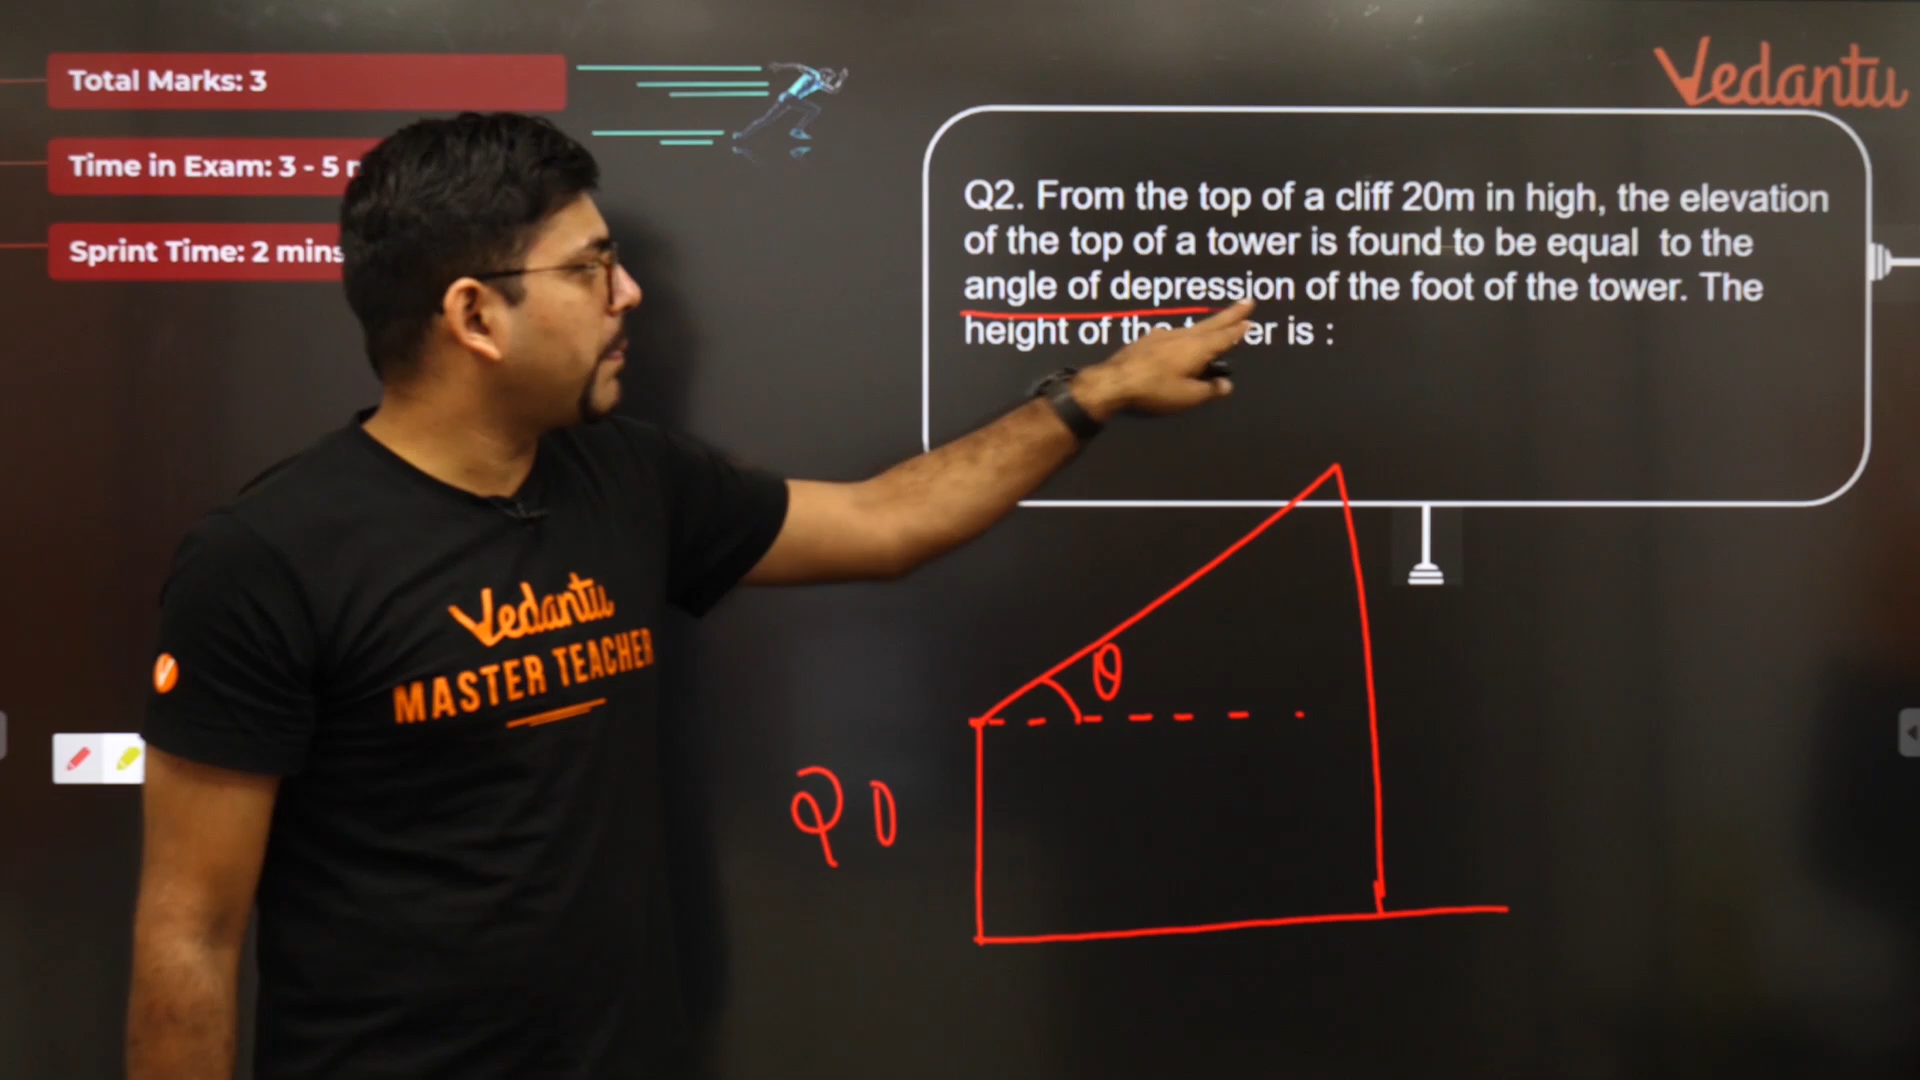 Total Marks: 3
Time in Exam: 3 - 5
Sprint Time: 2 mins
Vedantu
Q2. From the top of a cliff 20m in high, the elevation
of the top of a tower is found to be equal to the
angle of depression of the foot of the tower. The
height of the is :
θ
20
Vedantu
MASTER TEACHER